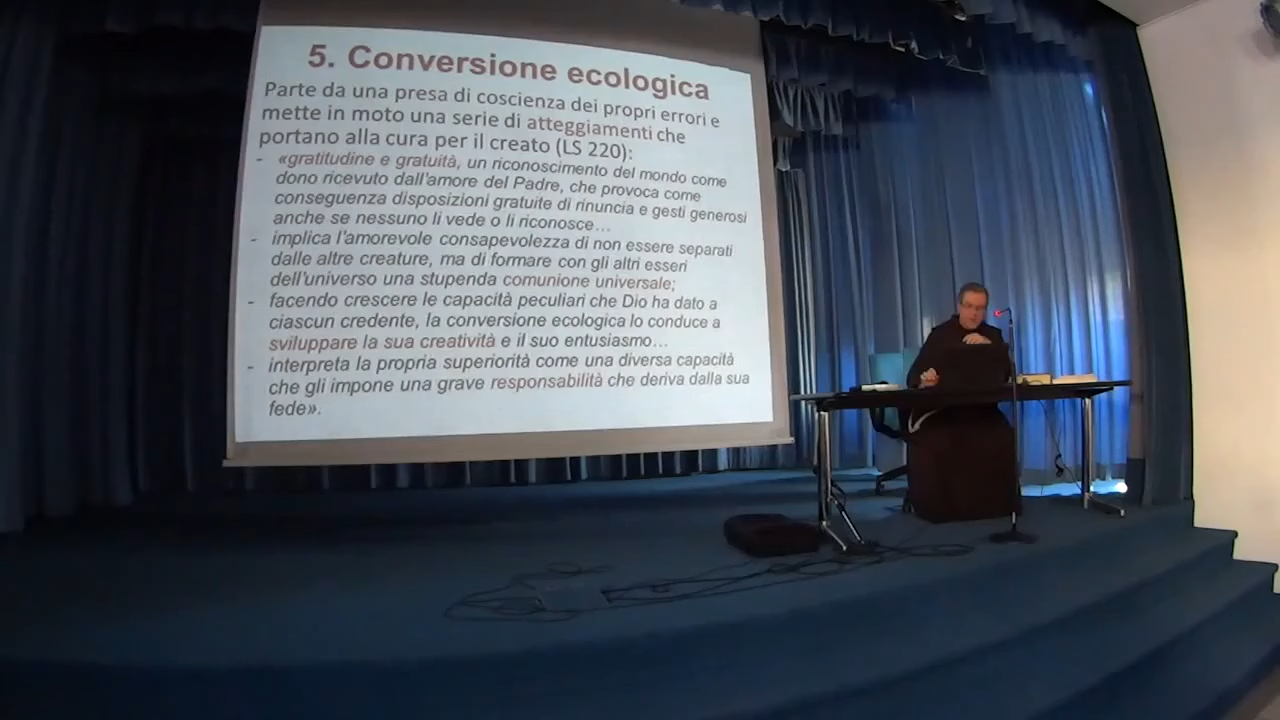 5. Conversione ecologica
Parte da una presa di coscienza dei propri errori e
mette in moto una serie di atteggiamenti che
portano alla cura per il creato (LS 220):
- «gratitudine e gratuità, un riconoscimento del mondo come
dono ricevuto dall'amore del Padre, che provoca come
conseguenza disposizioni gratuite di rinuncia e gesti generosi
anche se nessuno li vede o li riconosce…
- implica l'amorevole consapevolezza di non essere separati
dalle altre creature, ma di formare con gli altri esseri
dell'universo una stupenda comunione universale;
- facendo crescere le capacità peculiari che Dio ha dato a
ciascun credente, la conversione ecologica lo conduce a
sviluppare la sua creatività e il suo entusiasmo…
- interpreta la propria superiorità come una diversa capacità
che gli impone una grave responsabilità che deriva dalla sua
fede».